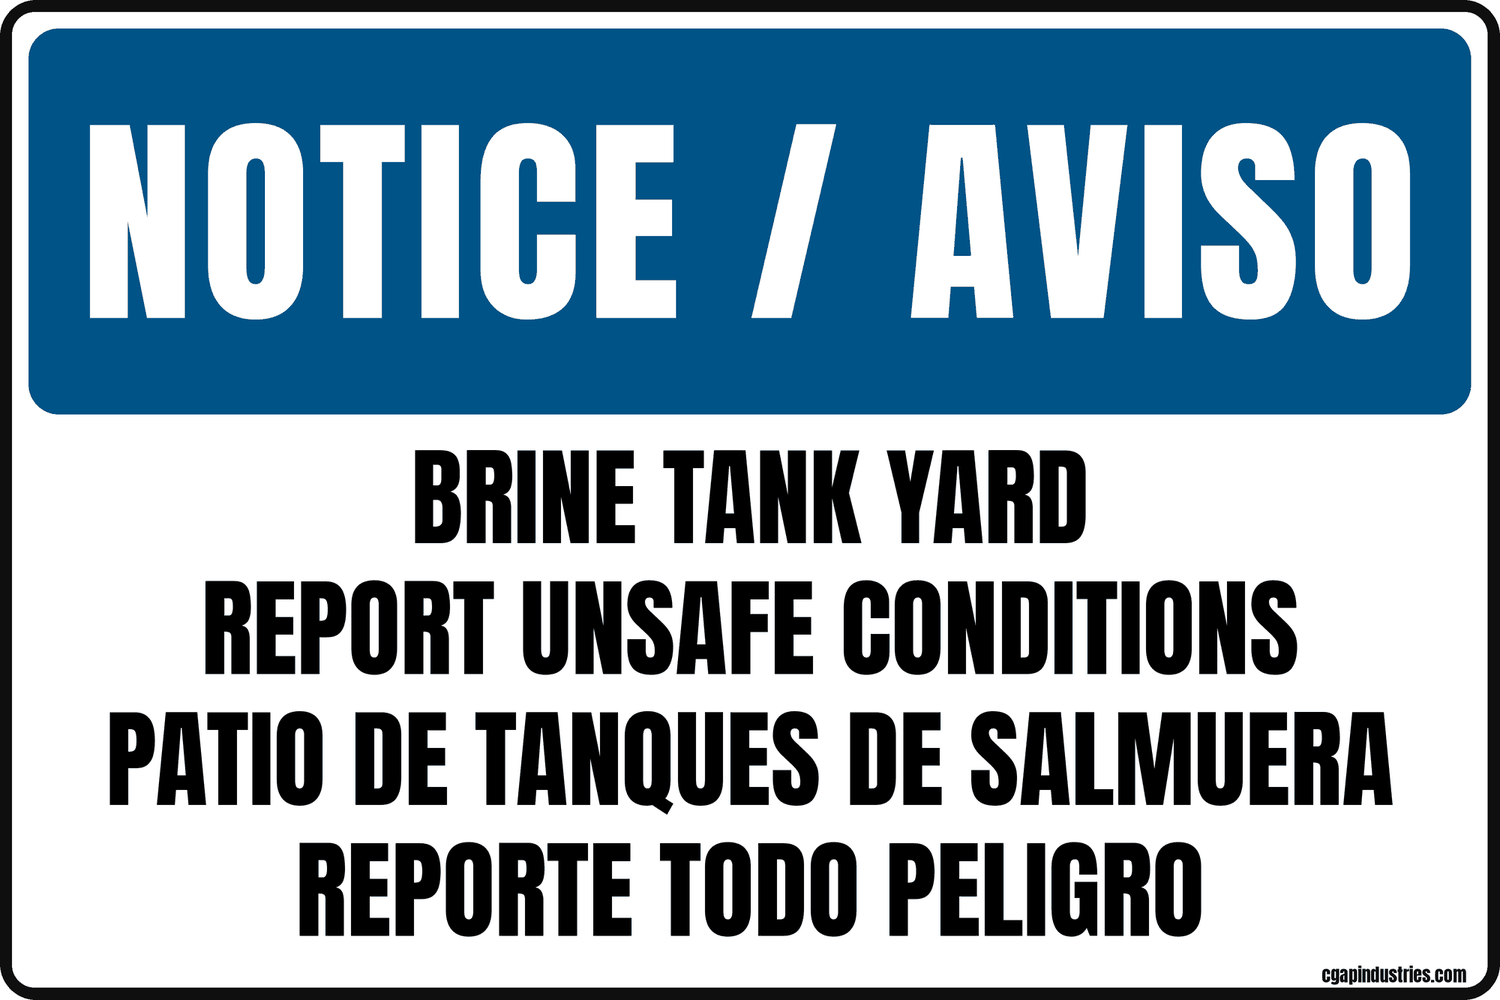 NOTICE / AVISO
BRINE TANK YARD
REPORT UNSAFE CONDITIONS
PATIO DE TANQUES DE SALMUERA
REPORTE TODO PELIGRO
cgapindustries.com